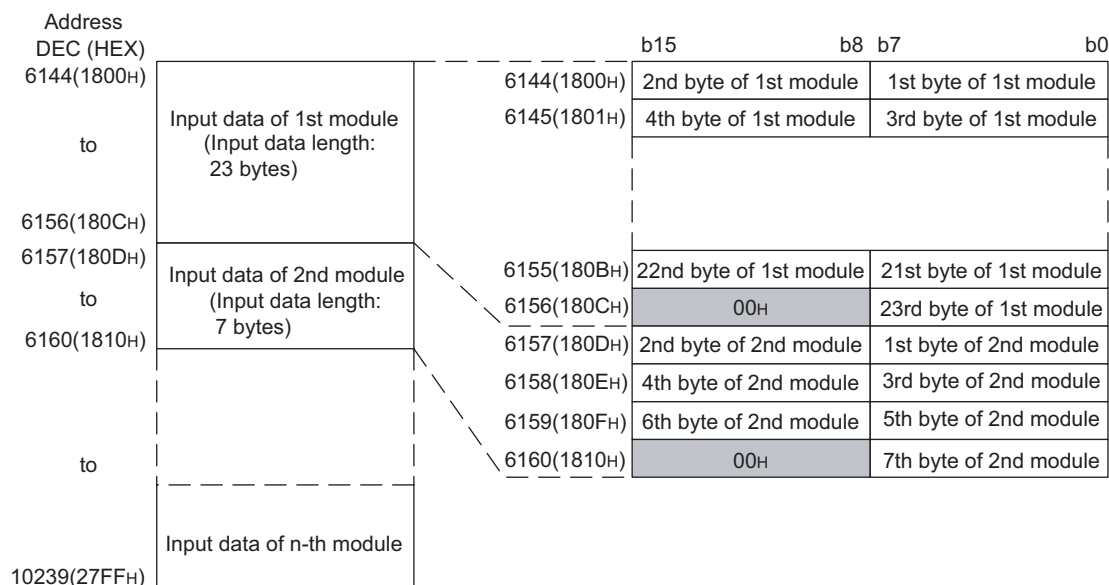 Address
DEC (HEX)
6144(1800H)
to
6156(180CH)
6157(180DH)
to
6160(1810H)
to
10239(27FFH)
Input data of 1st module
(Input data length:
23 bytes)
Input data of 2nd module
(Input data length:
7 bytes)
Input data of n-th module
b15 b8 b7 b0
6144(1800H) 2nd byte of 1st module 1st byte of 1st module
6145(1801H) 4th byte of 1st module 3rd byte of 1st module
6155(180BH) 22nd byte of 1st module 21st byte of 1st module
6156(180CH) 00H 23rd byte of 1st module
6157(180DH) 2nd byte of 2nd module 1st byte of 2nd module
6158(180EH) 4th byte of 2nd module 3rd byte of 2nd module
6159(180FH) 6th byte of 2nd module 5th byte of 2nd module
6160(1810H) 00H 7th byte of 2nd module